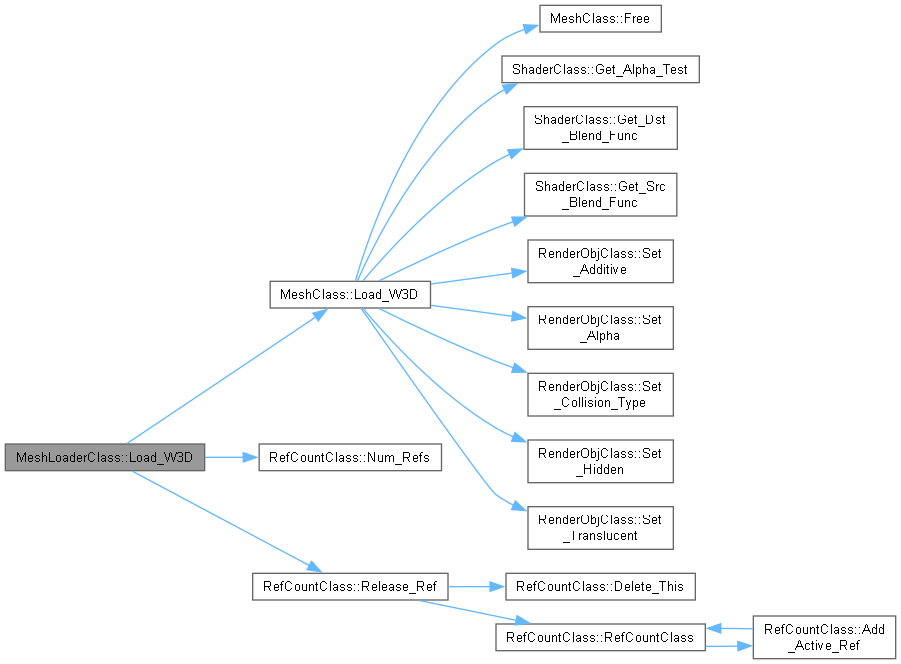 MeshClass::Free
ShaderClass::Get_Alpha_Test
ShaderClass::Get_Dst
_Blend_Func
ShaderClass::Get_Src
_Blend_Func
RenderObjClass::Set
_Additive
MeshClass::Load_W3D
RenderObjClass::Set
_Alpha
RenderObjClass::Set
_Collision_Type
MeshLoaderClass::Load_W3D
RefCountClass::Num_Refs
RenderObjClass::Set
_Hidden
RenderObjClass::Set
_Translucent
RefCountClass::Release_Ref
RefCountClass::Delete_This
RefCountClass::RefCountClass
RefCountClass::Add
_Active_Ref